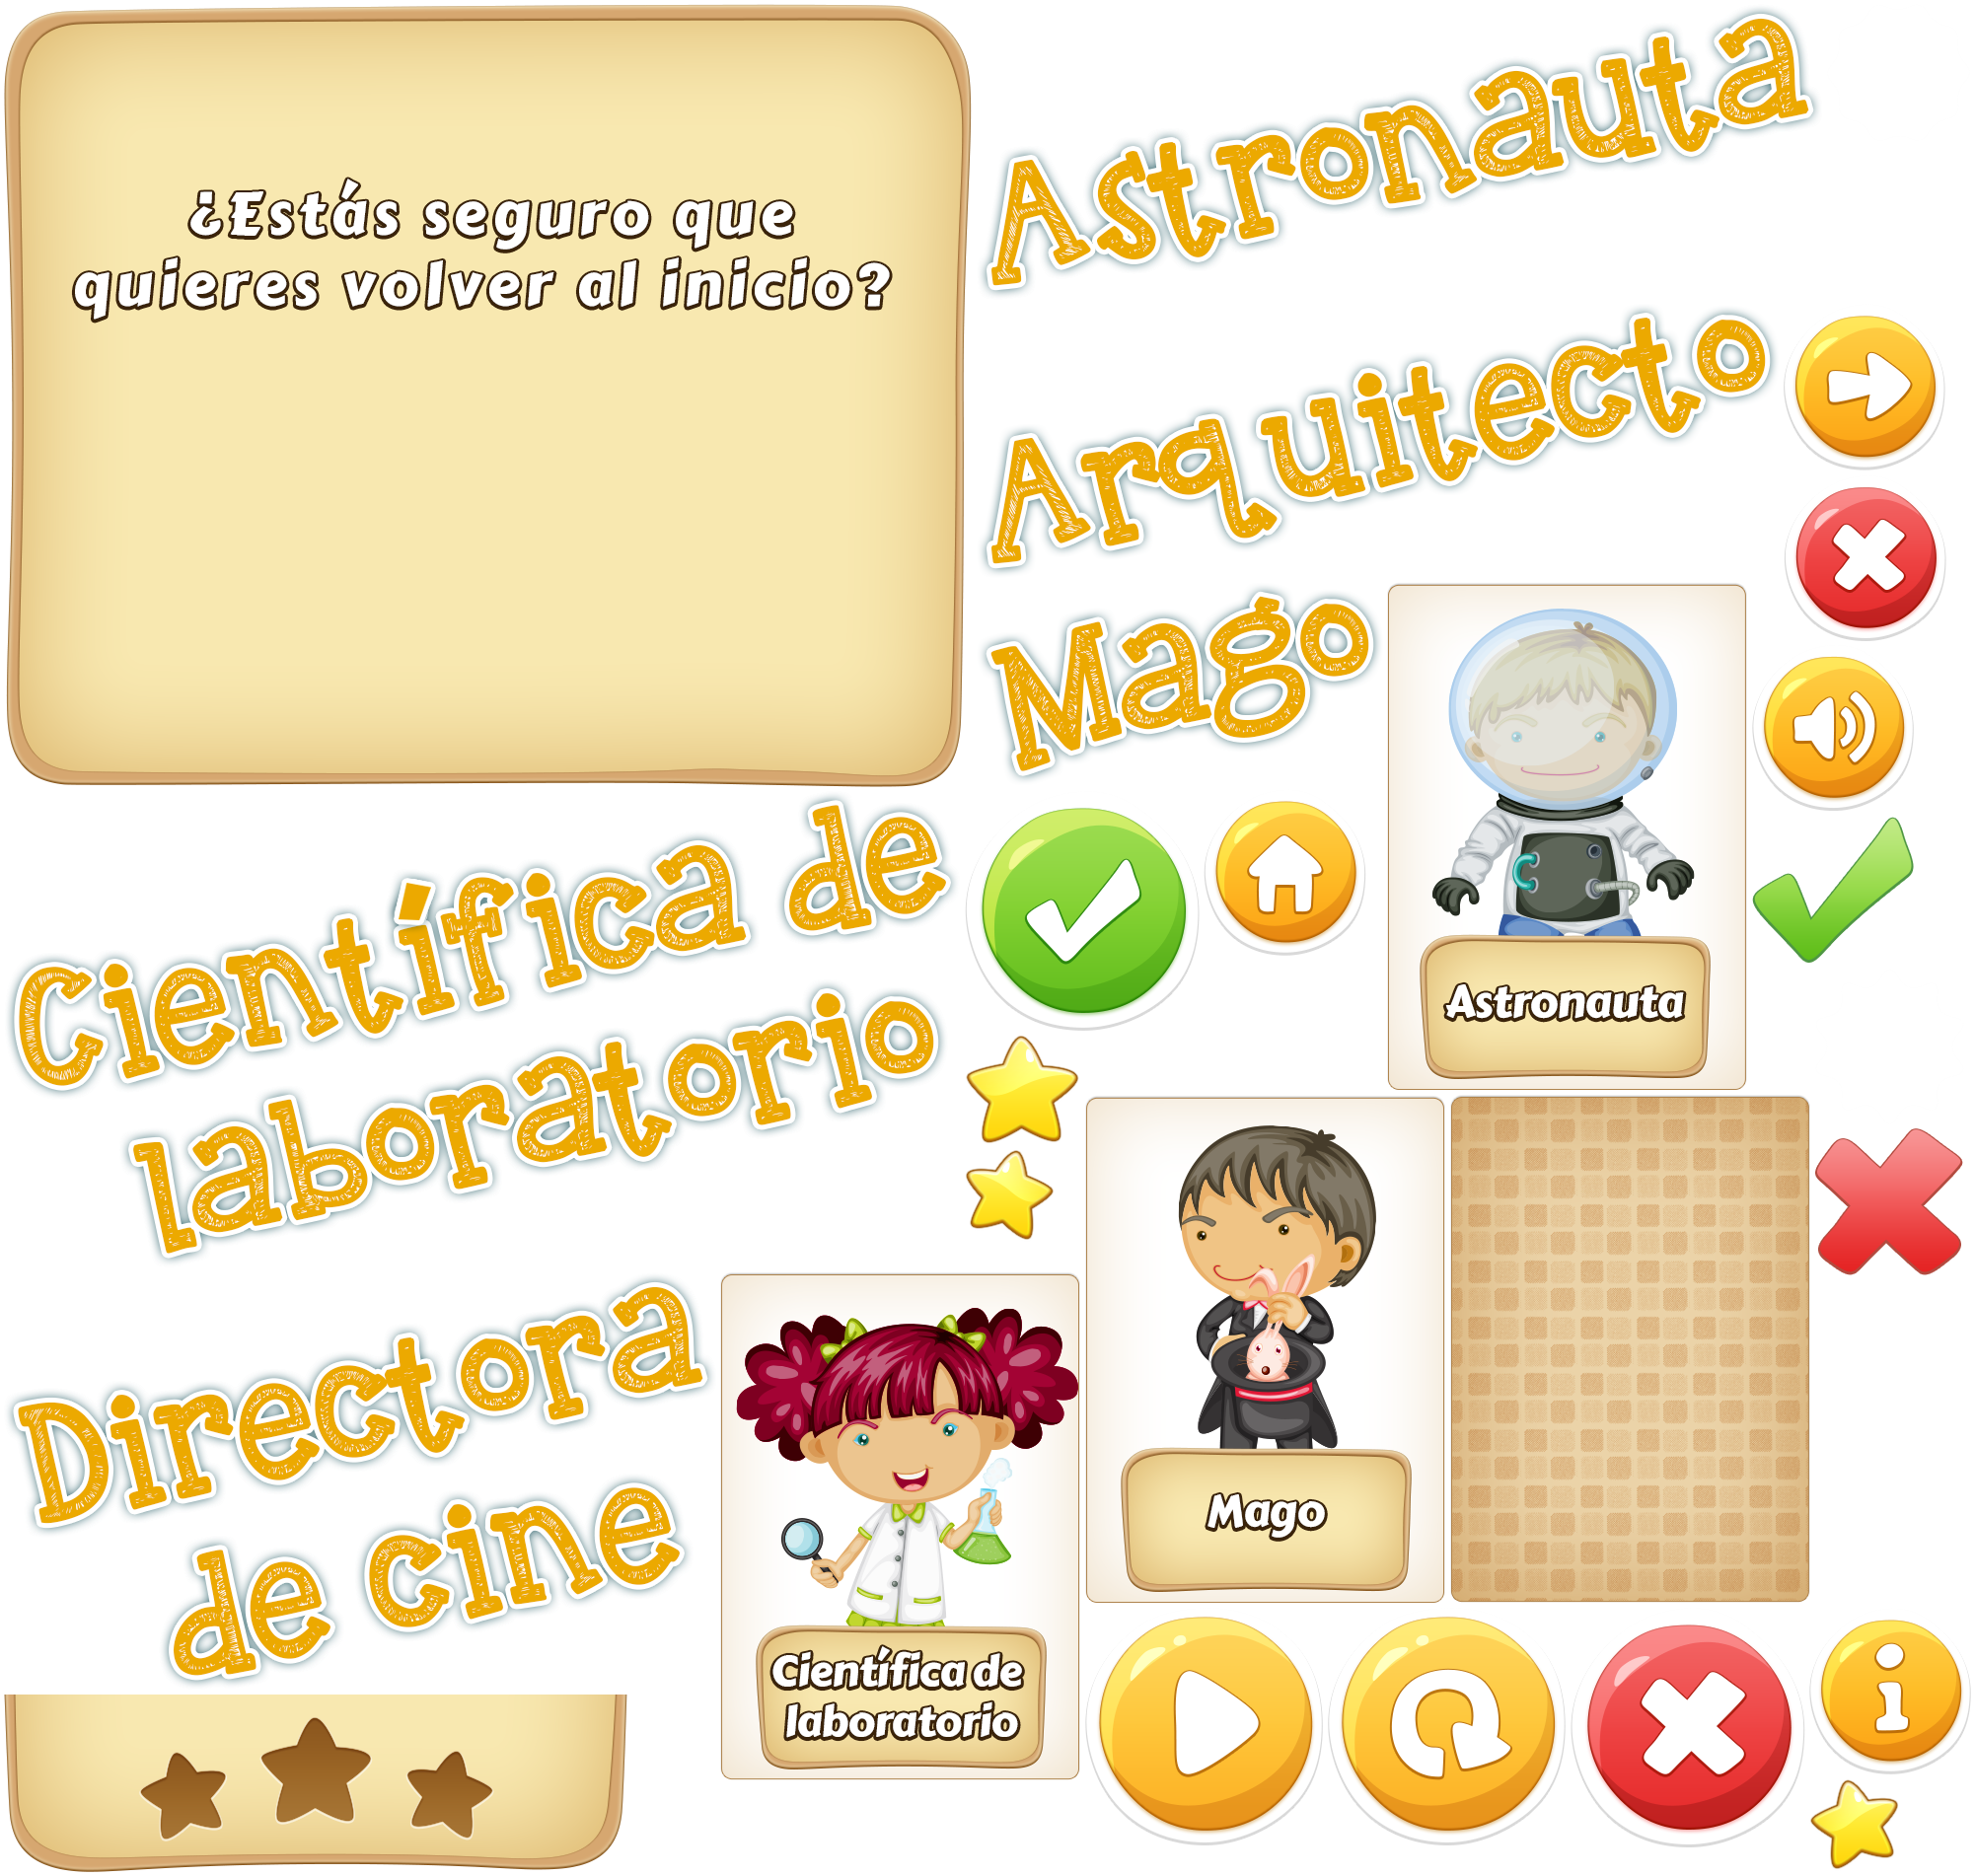 ¿Estás seguro que
quieres volver al inicio?
Astronauta
Arquitecto
Mago
Científica de
laboratorio
Astronauta
Directora
de cine
Mago
Científica de
laboratorio
i